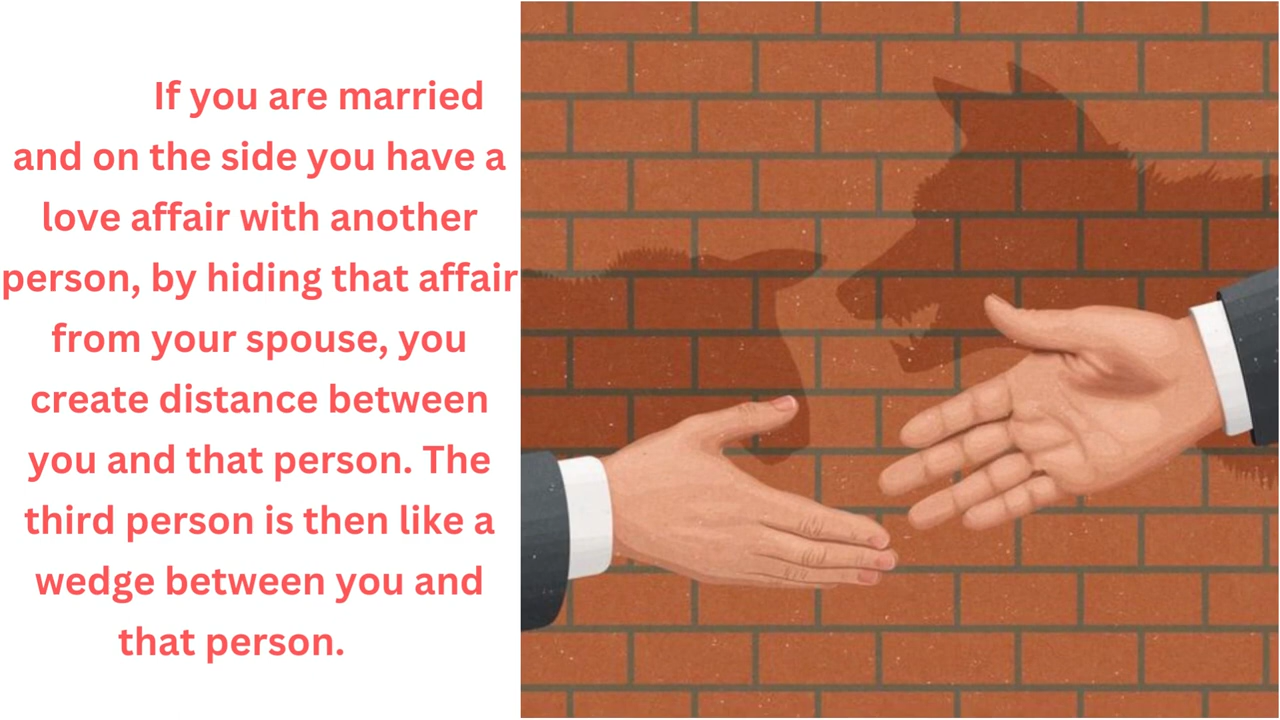 If you are married
and on the side you have a
love affair with another
person, by hiding that affair
from your spouse, you
create distance between
you and that person. The
third person is then like a
wedge between you and
that person.